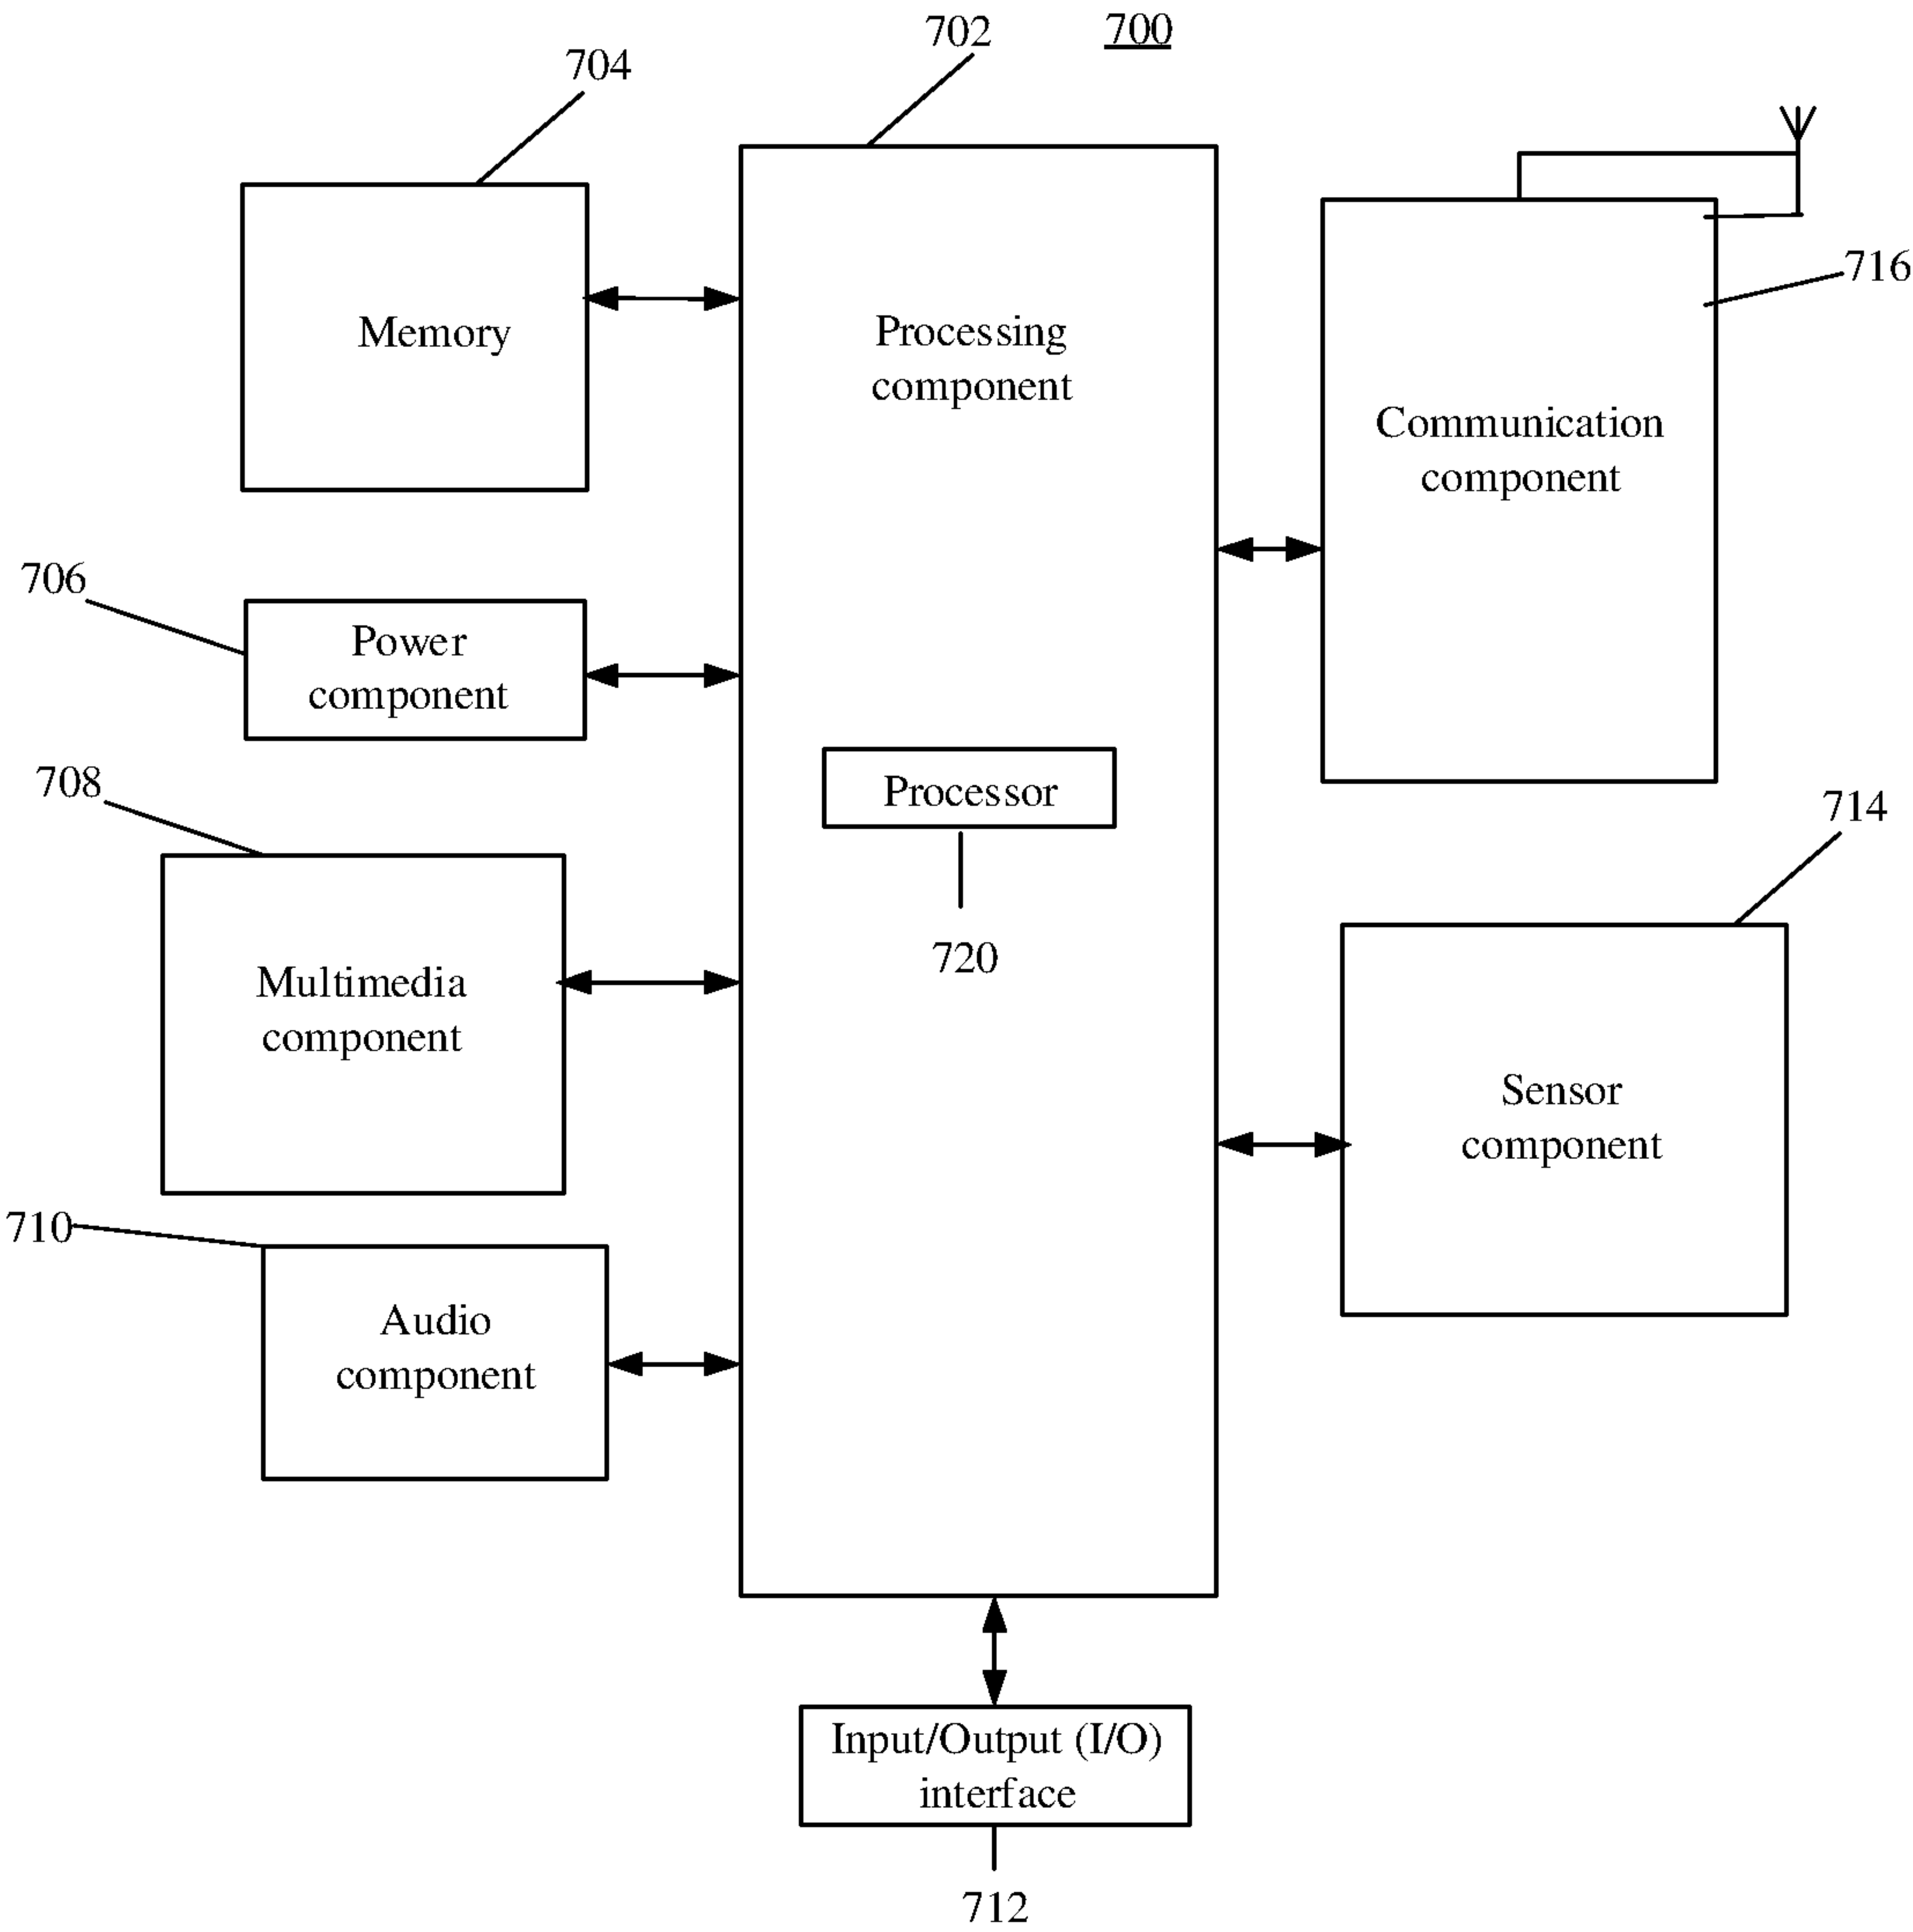 702
700
704
716
Memory
Processing
component
Communication
component
706
Power
component
708
Processor
714
720
Multimedia
component
Sensor
component
710
Audio
component
Input/Output (I/O)
interface
712